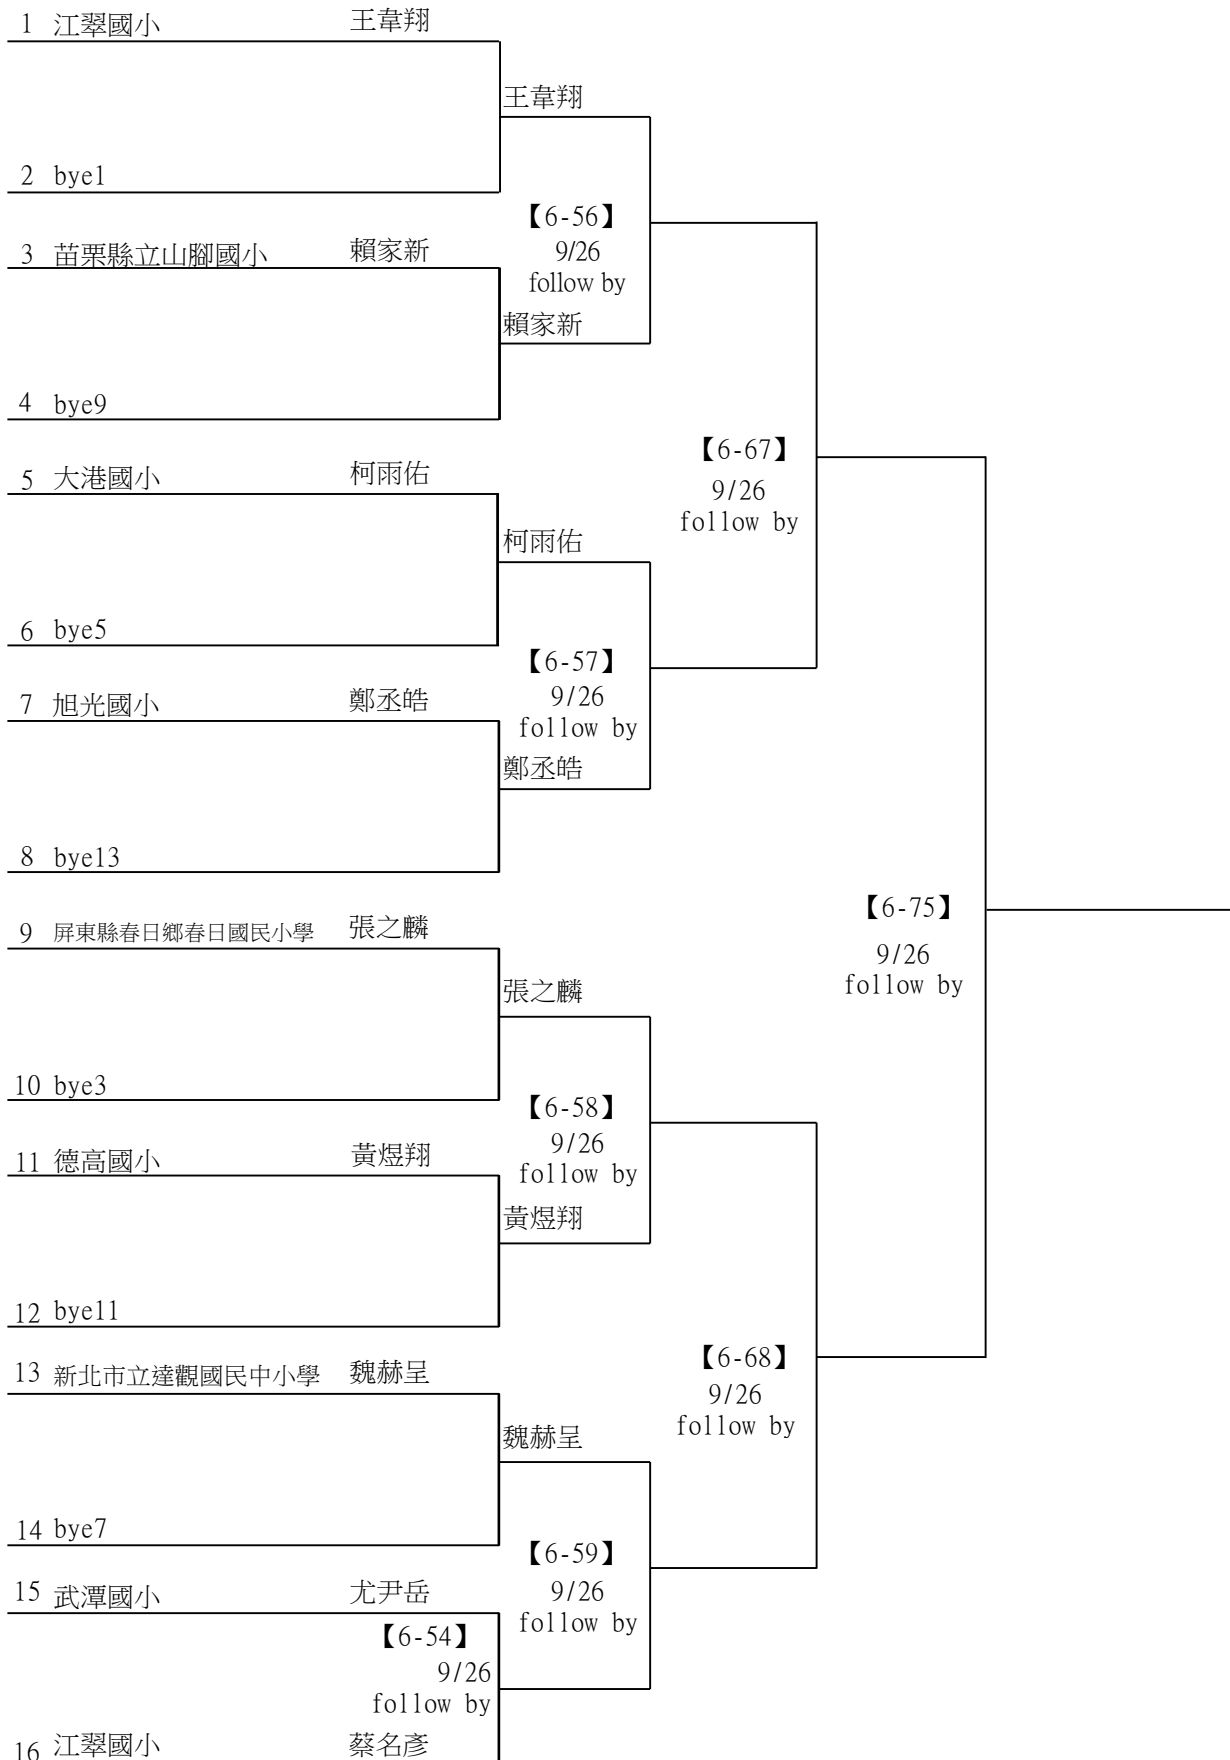 1 江翠國小 王韋翔
王韋翔
2 bye1
【6-56】
9/26
follow by
3 苗栗縣立山腳國小 賴家新
賴家新
4 bye9
【6-67】
9/26
follow by
5 大港國小 柯雨佑
柯雨佑
6 bye5
【6-57】
9/26
follow by
7 旭光國小 鄭丞皓
鄭丞皓
8 bye13
【6-75】
9/26
follow by
9 屏東縣春日鄉春日國民小學 張之麟
張之麟
10 bye3
【6-58】
9/26
follow by
11 德高國小 黃煜翔
黃煜翔
12 bye11
【6-68】
9/26
follow by
13 新北市立達觀國民中小學 魏赫呈
魏赫呈
14 bye7
【6-59】
9/26
follow by
15 武潭國小 尤尹岳
【6-54】
9/26
follow by
16 江翠國小 蔡名彥